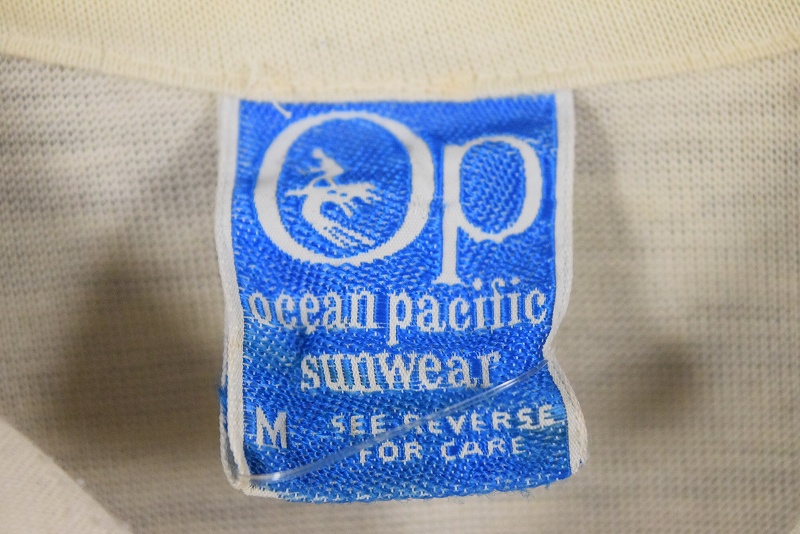 Op
ocean pacific
sunwear
M SEE REVERSE
FOR CARE